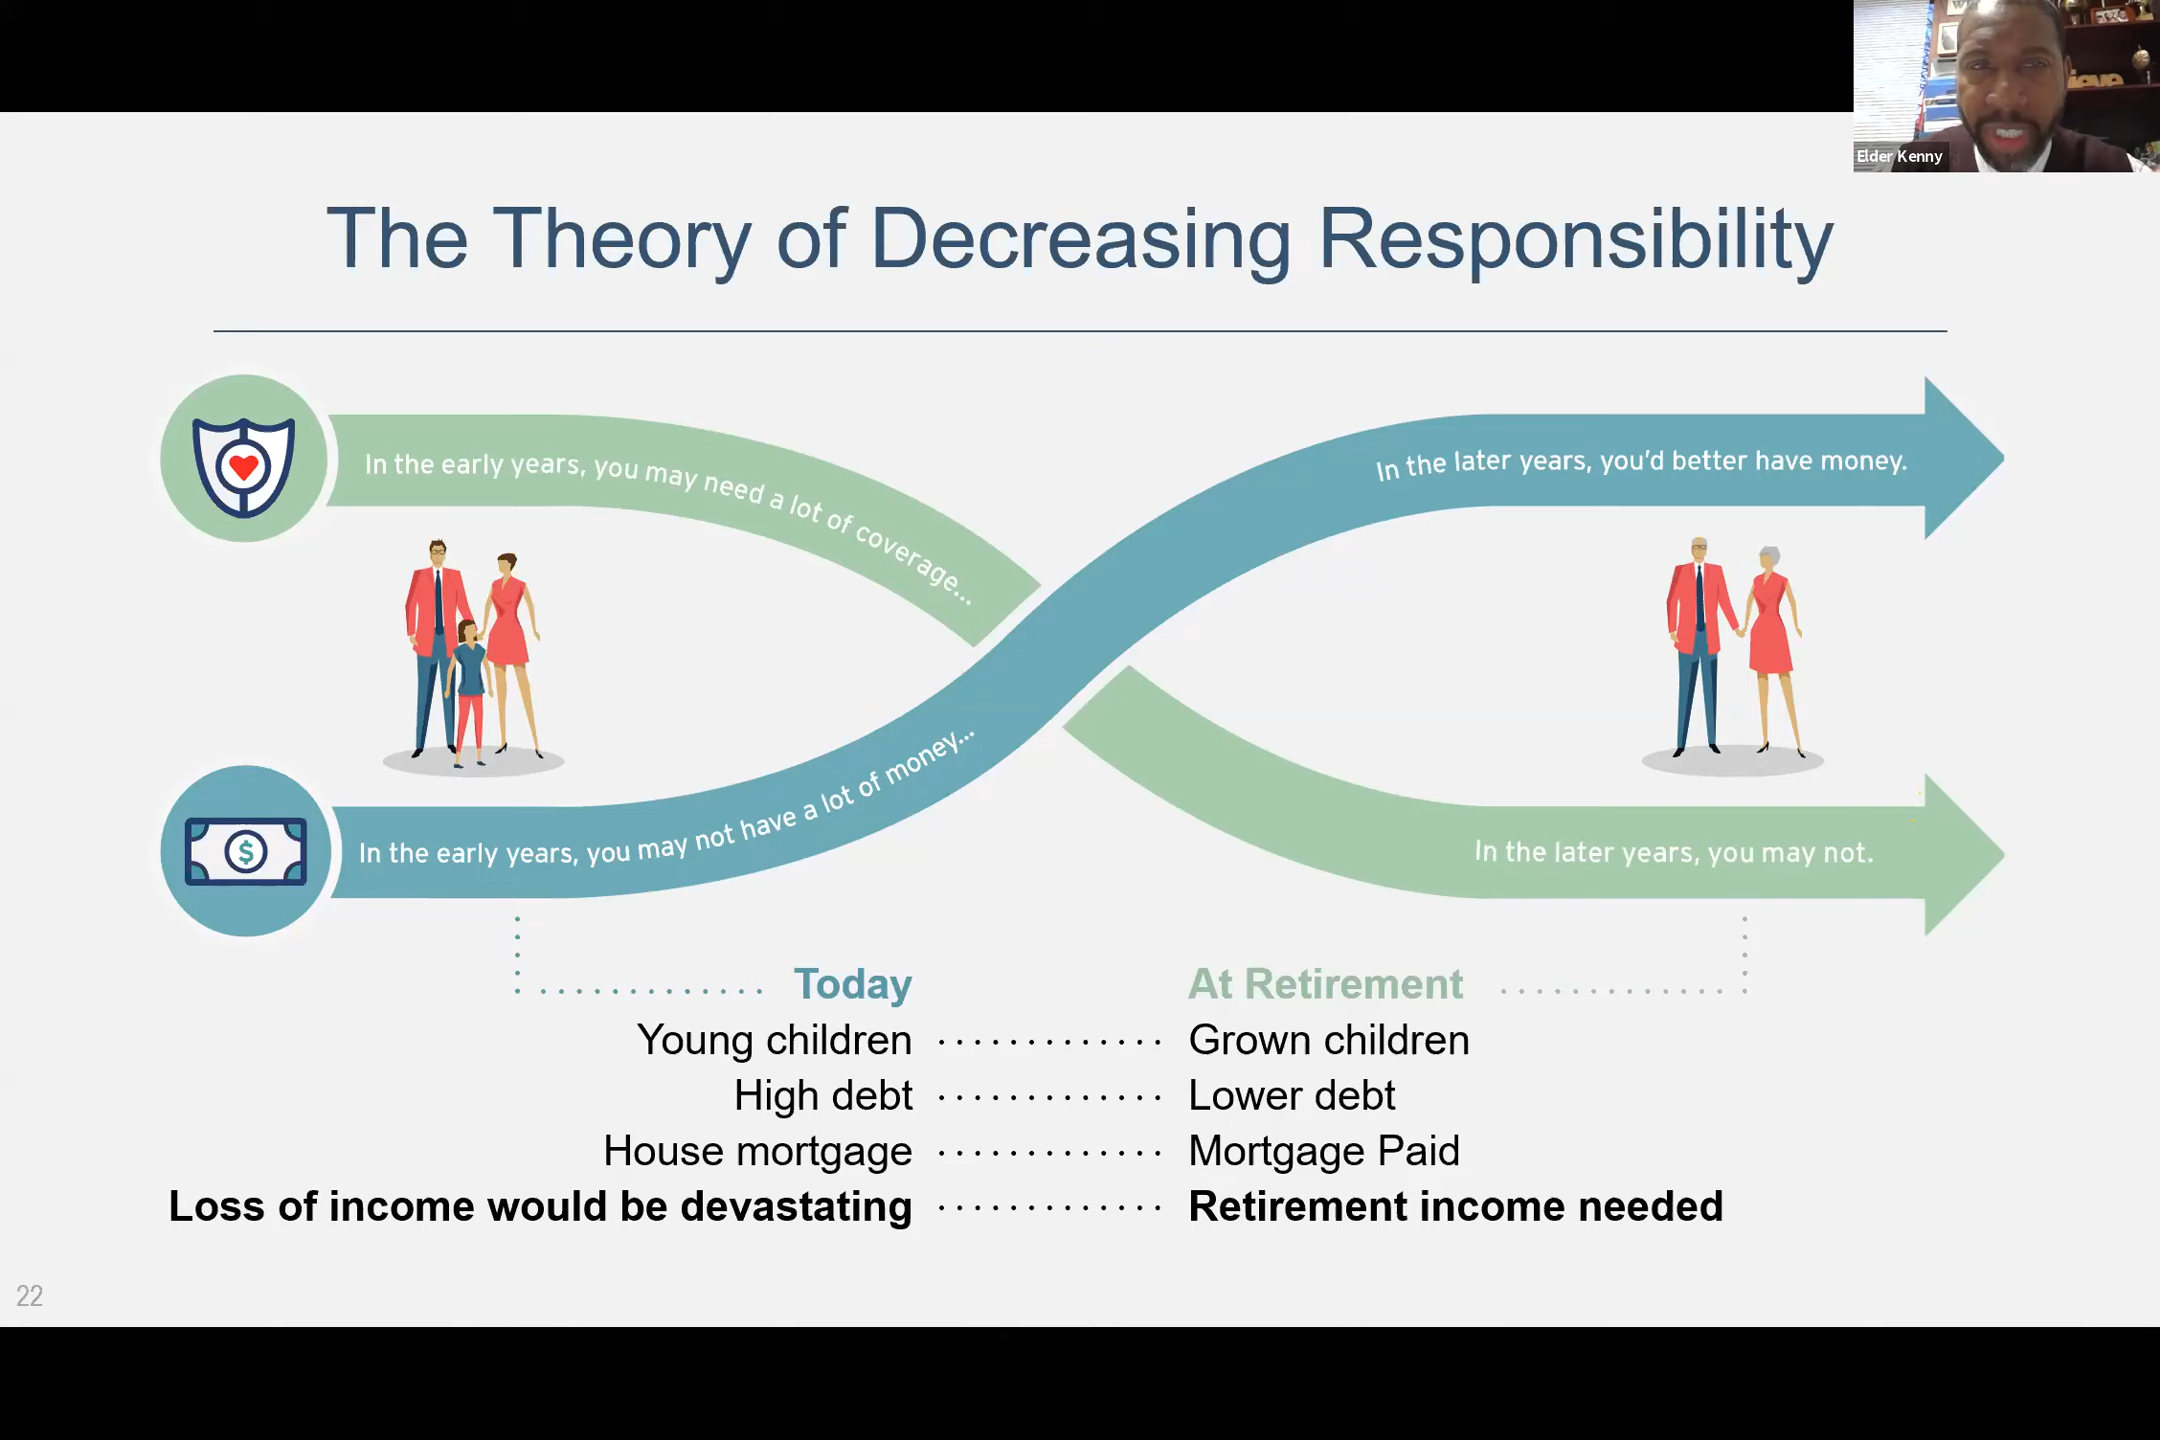 Elder Kenny
The Theory of Decreasing Responsibility
In the early years, you may need a lot of coverage...
In the later years, you'd better have money.
In the early years, you may not have a lot of money...
In the later years, you may not.
$
Today
At Retirement
Young children
Grown children
High debt
Lower debt
House mortgage
Mortgage Paid
Loss of income would be devastating
Retirement income needed
22